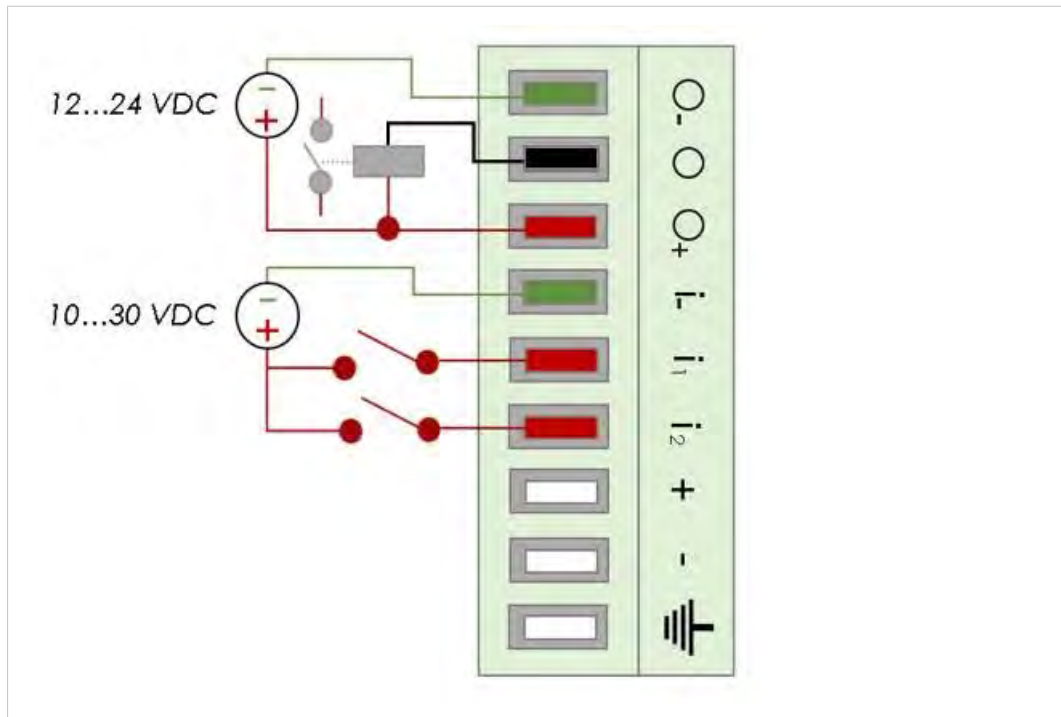 12...24 VDC
-
+
O-
O
O+
10...30 VDC
-
+
i-
i1
i2
+
-